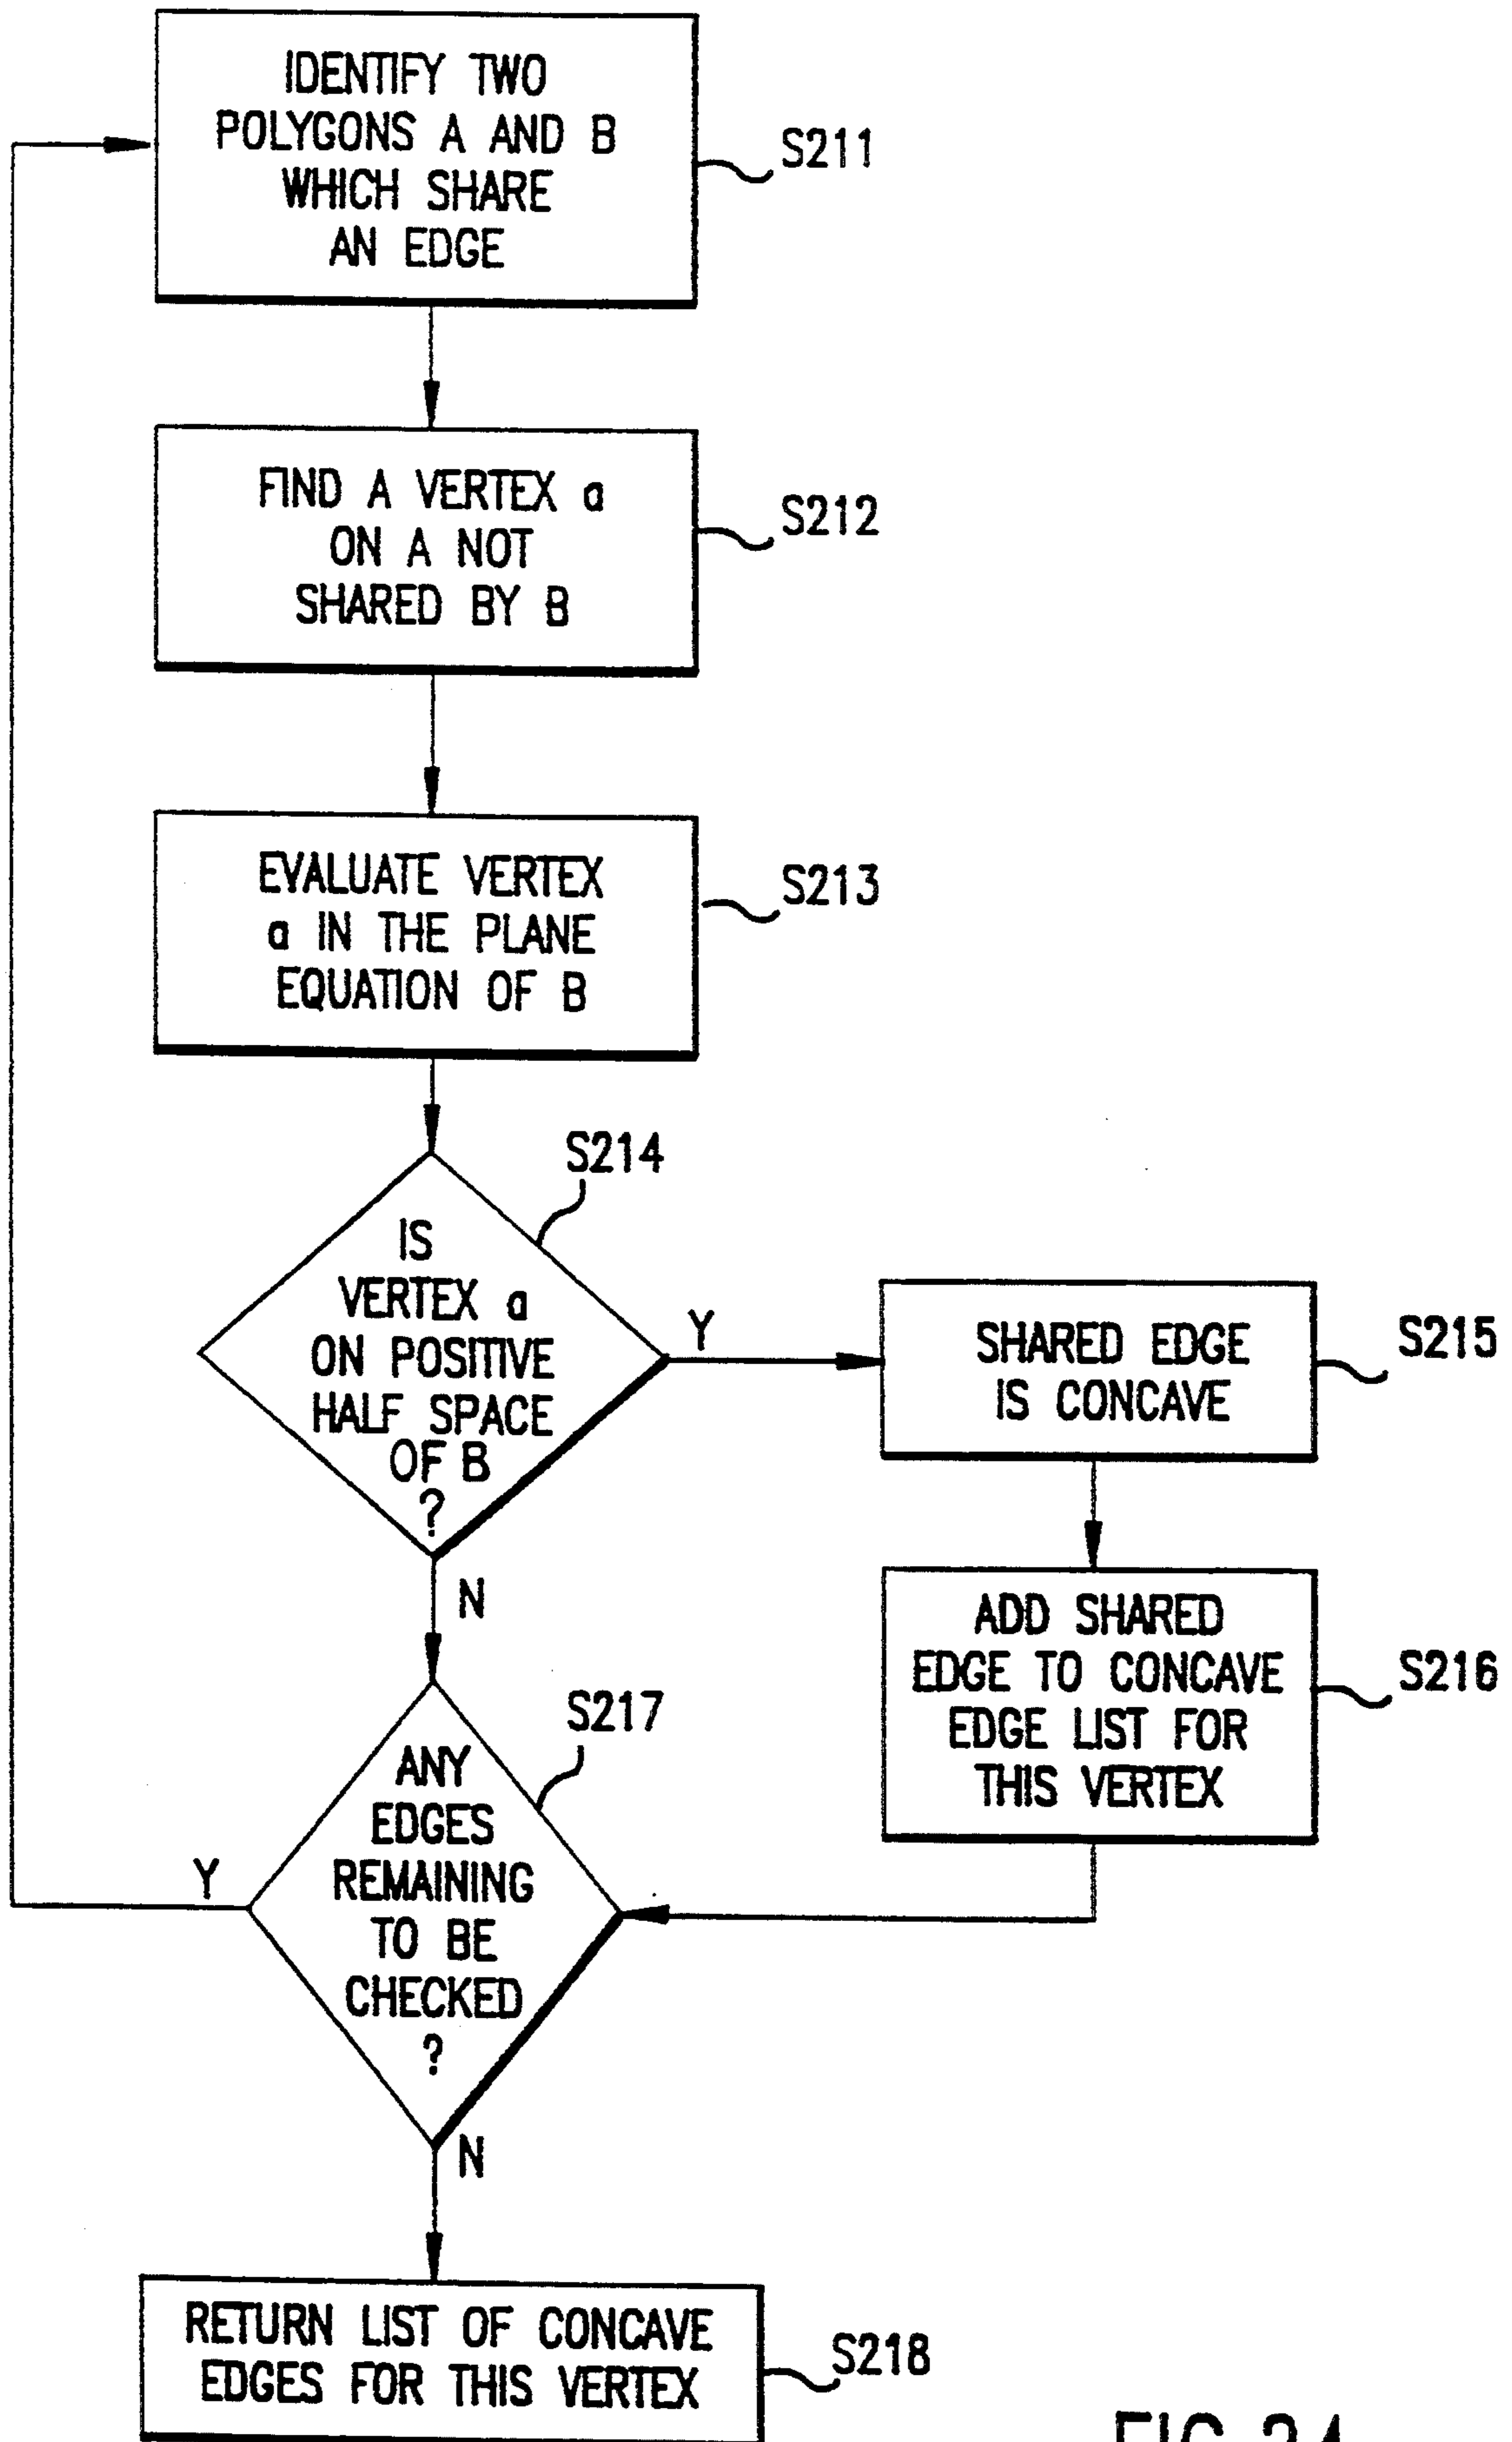 IDENTIFY TWO
POLYGONS A AND B
WHICH SHARE
AN EDGE
S211
FIND A VERTEX a
ON A NOT
SHARED BY B
S212
EVALUATE VERTEX
a IN THE PLANE
EQUATION OF B
S213
S214
IS
VERTEX a
ON POSITIVE
HALF SPACE
OF B
?
Y
N
SHARED EDGE
IS CONCAVE
S215
ADD SHARED
EDGE TO CONCAVE
EDGE LIST FOR
THIS VERTEX
S216
S217
ANY
EDGES
REMAINING
TO BE
CHECKED
?
Y
N
RETURN LIST OF CONCAVE
EDGES FOR THIS VERTEX
S218